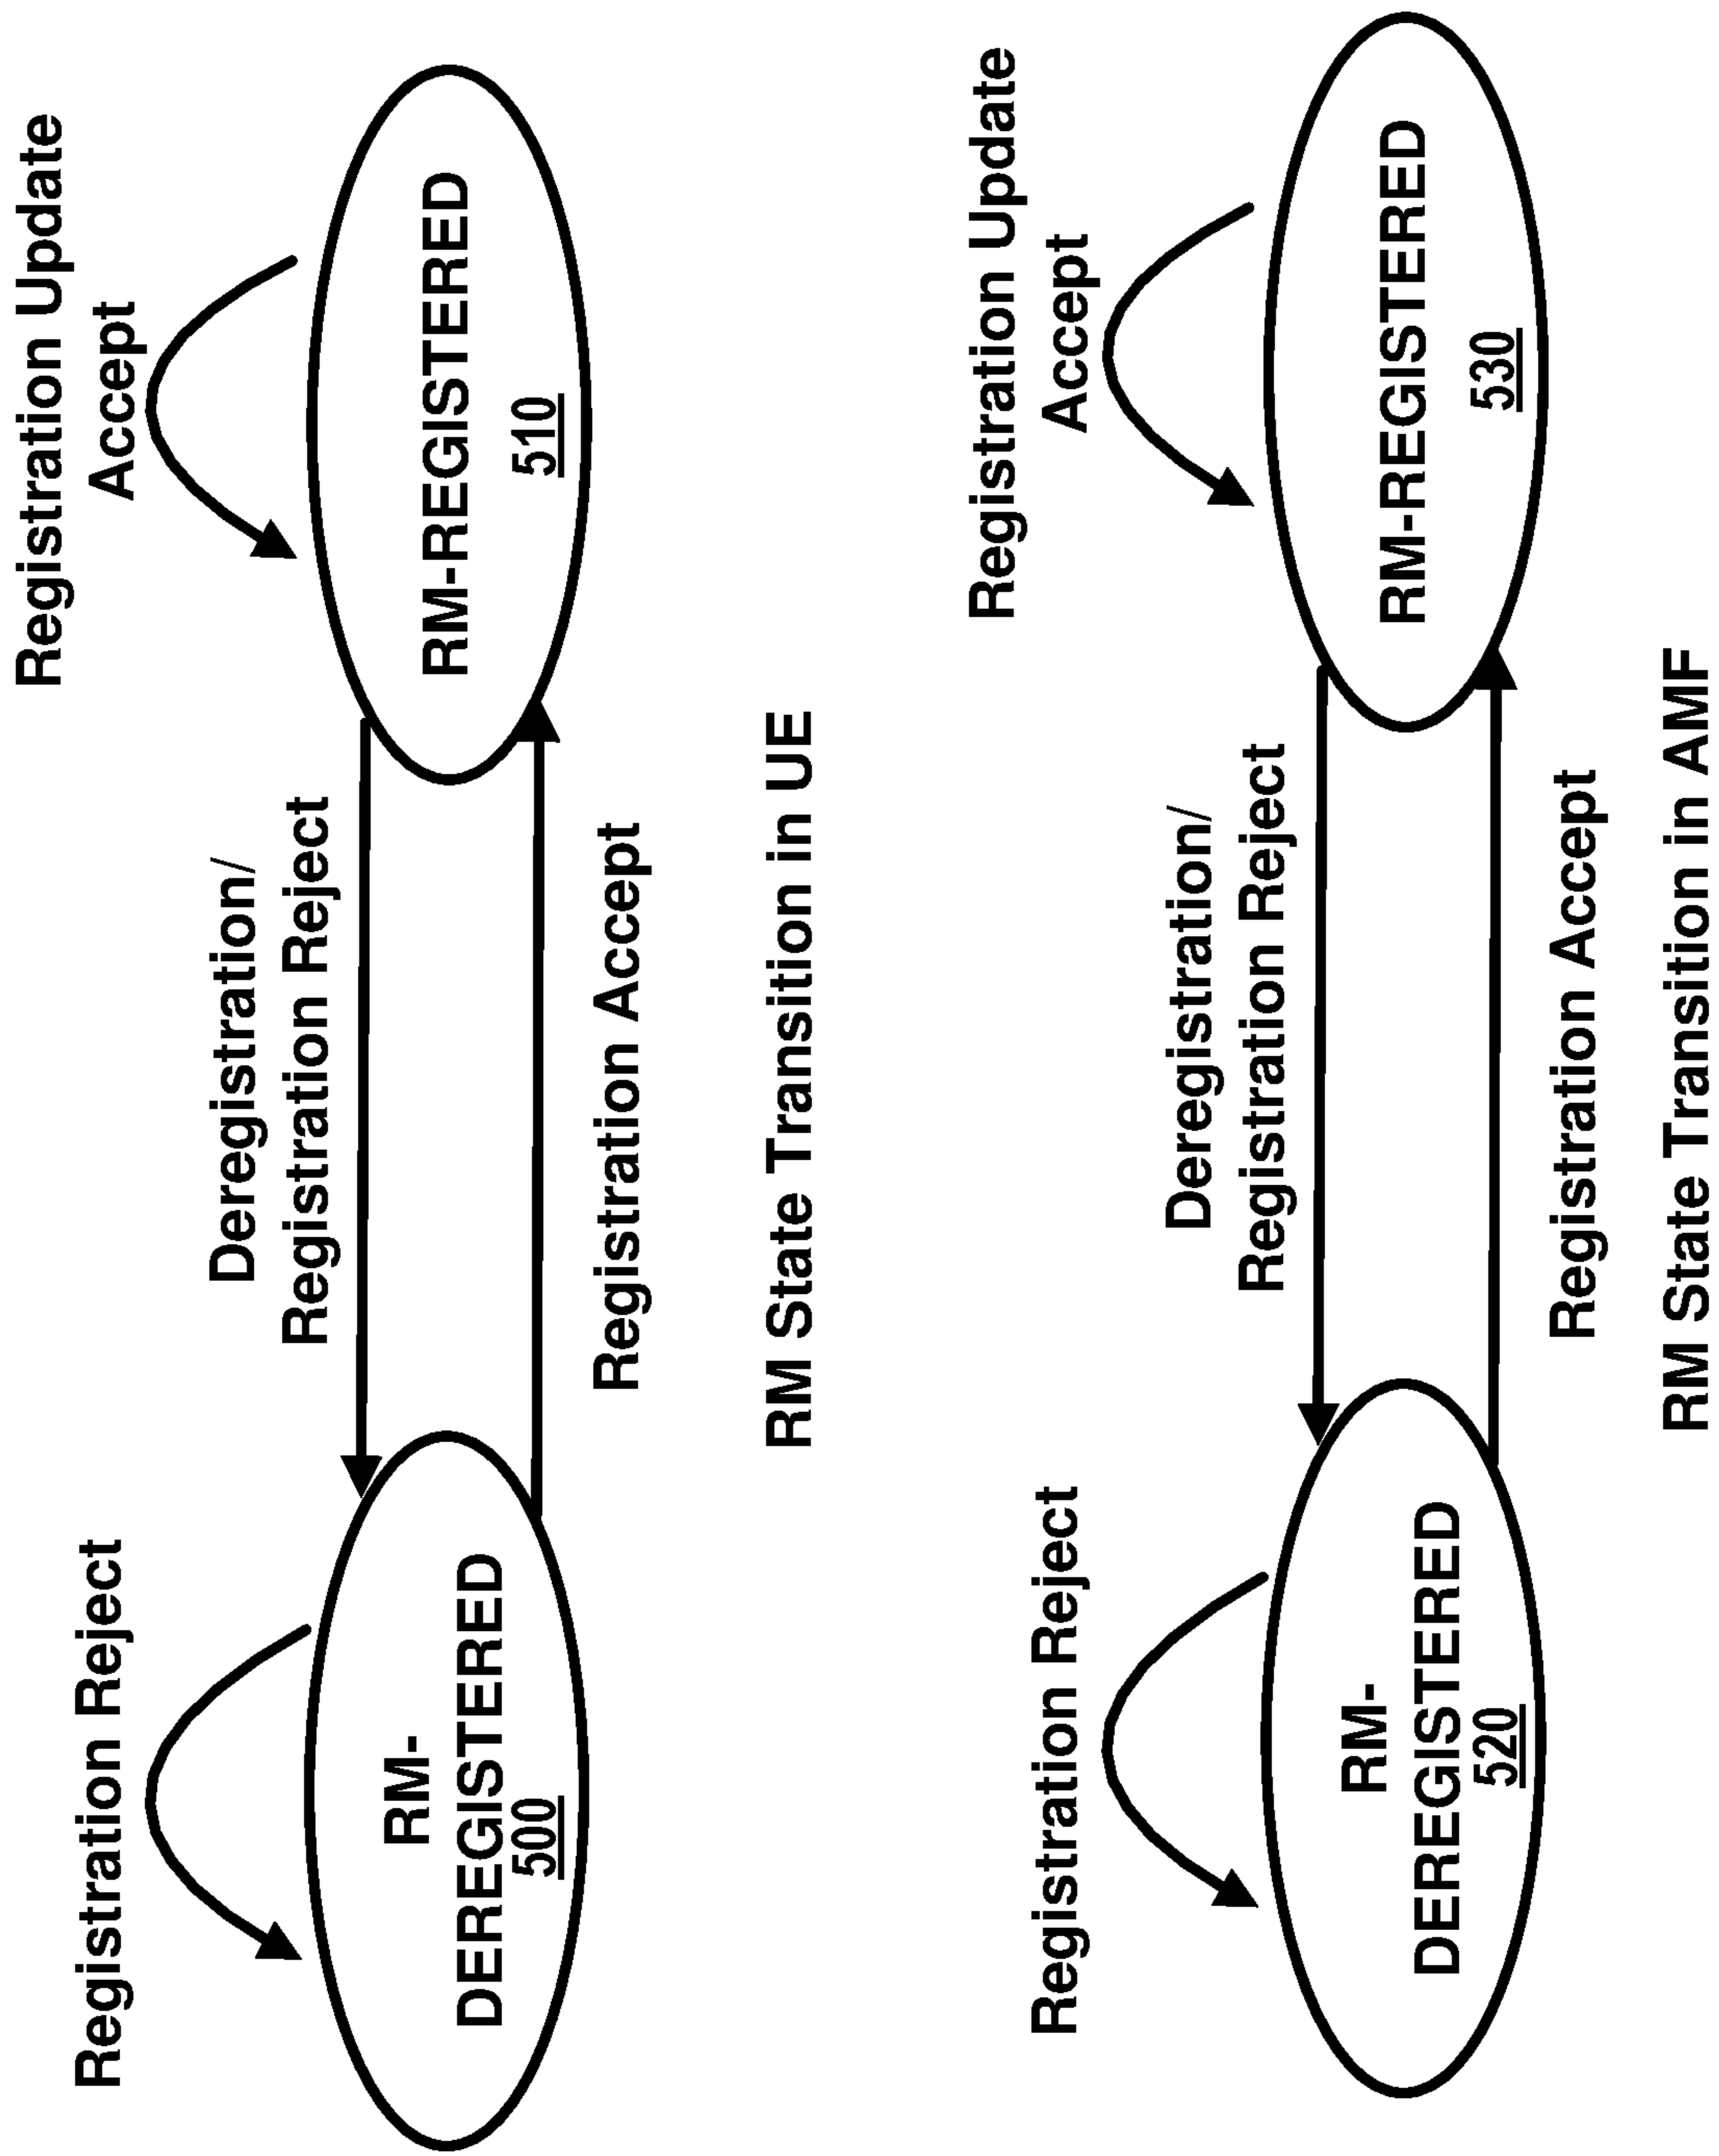 Registration Reject
Registration Update
Accept
Deregistration/
Registration Reject
RM-
DEREGISTERED
500
RM-REGISTERED
510
Registration Accept
RM State Transition in UE
Registration Reject
Registration Update
Accept
Deregistration/
Registration Reject
RM-
DEREGISTERED
520
RM-REGISTERED
530
Registration Accept
RM State Transition in AMF